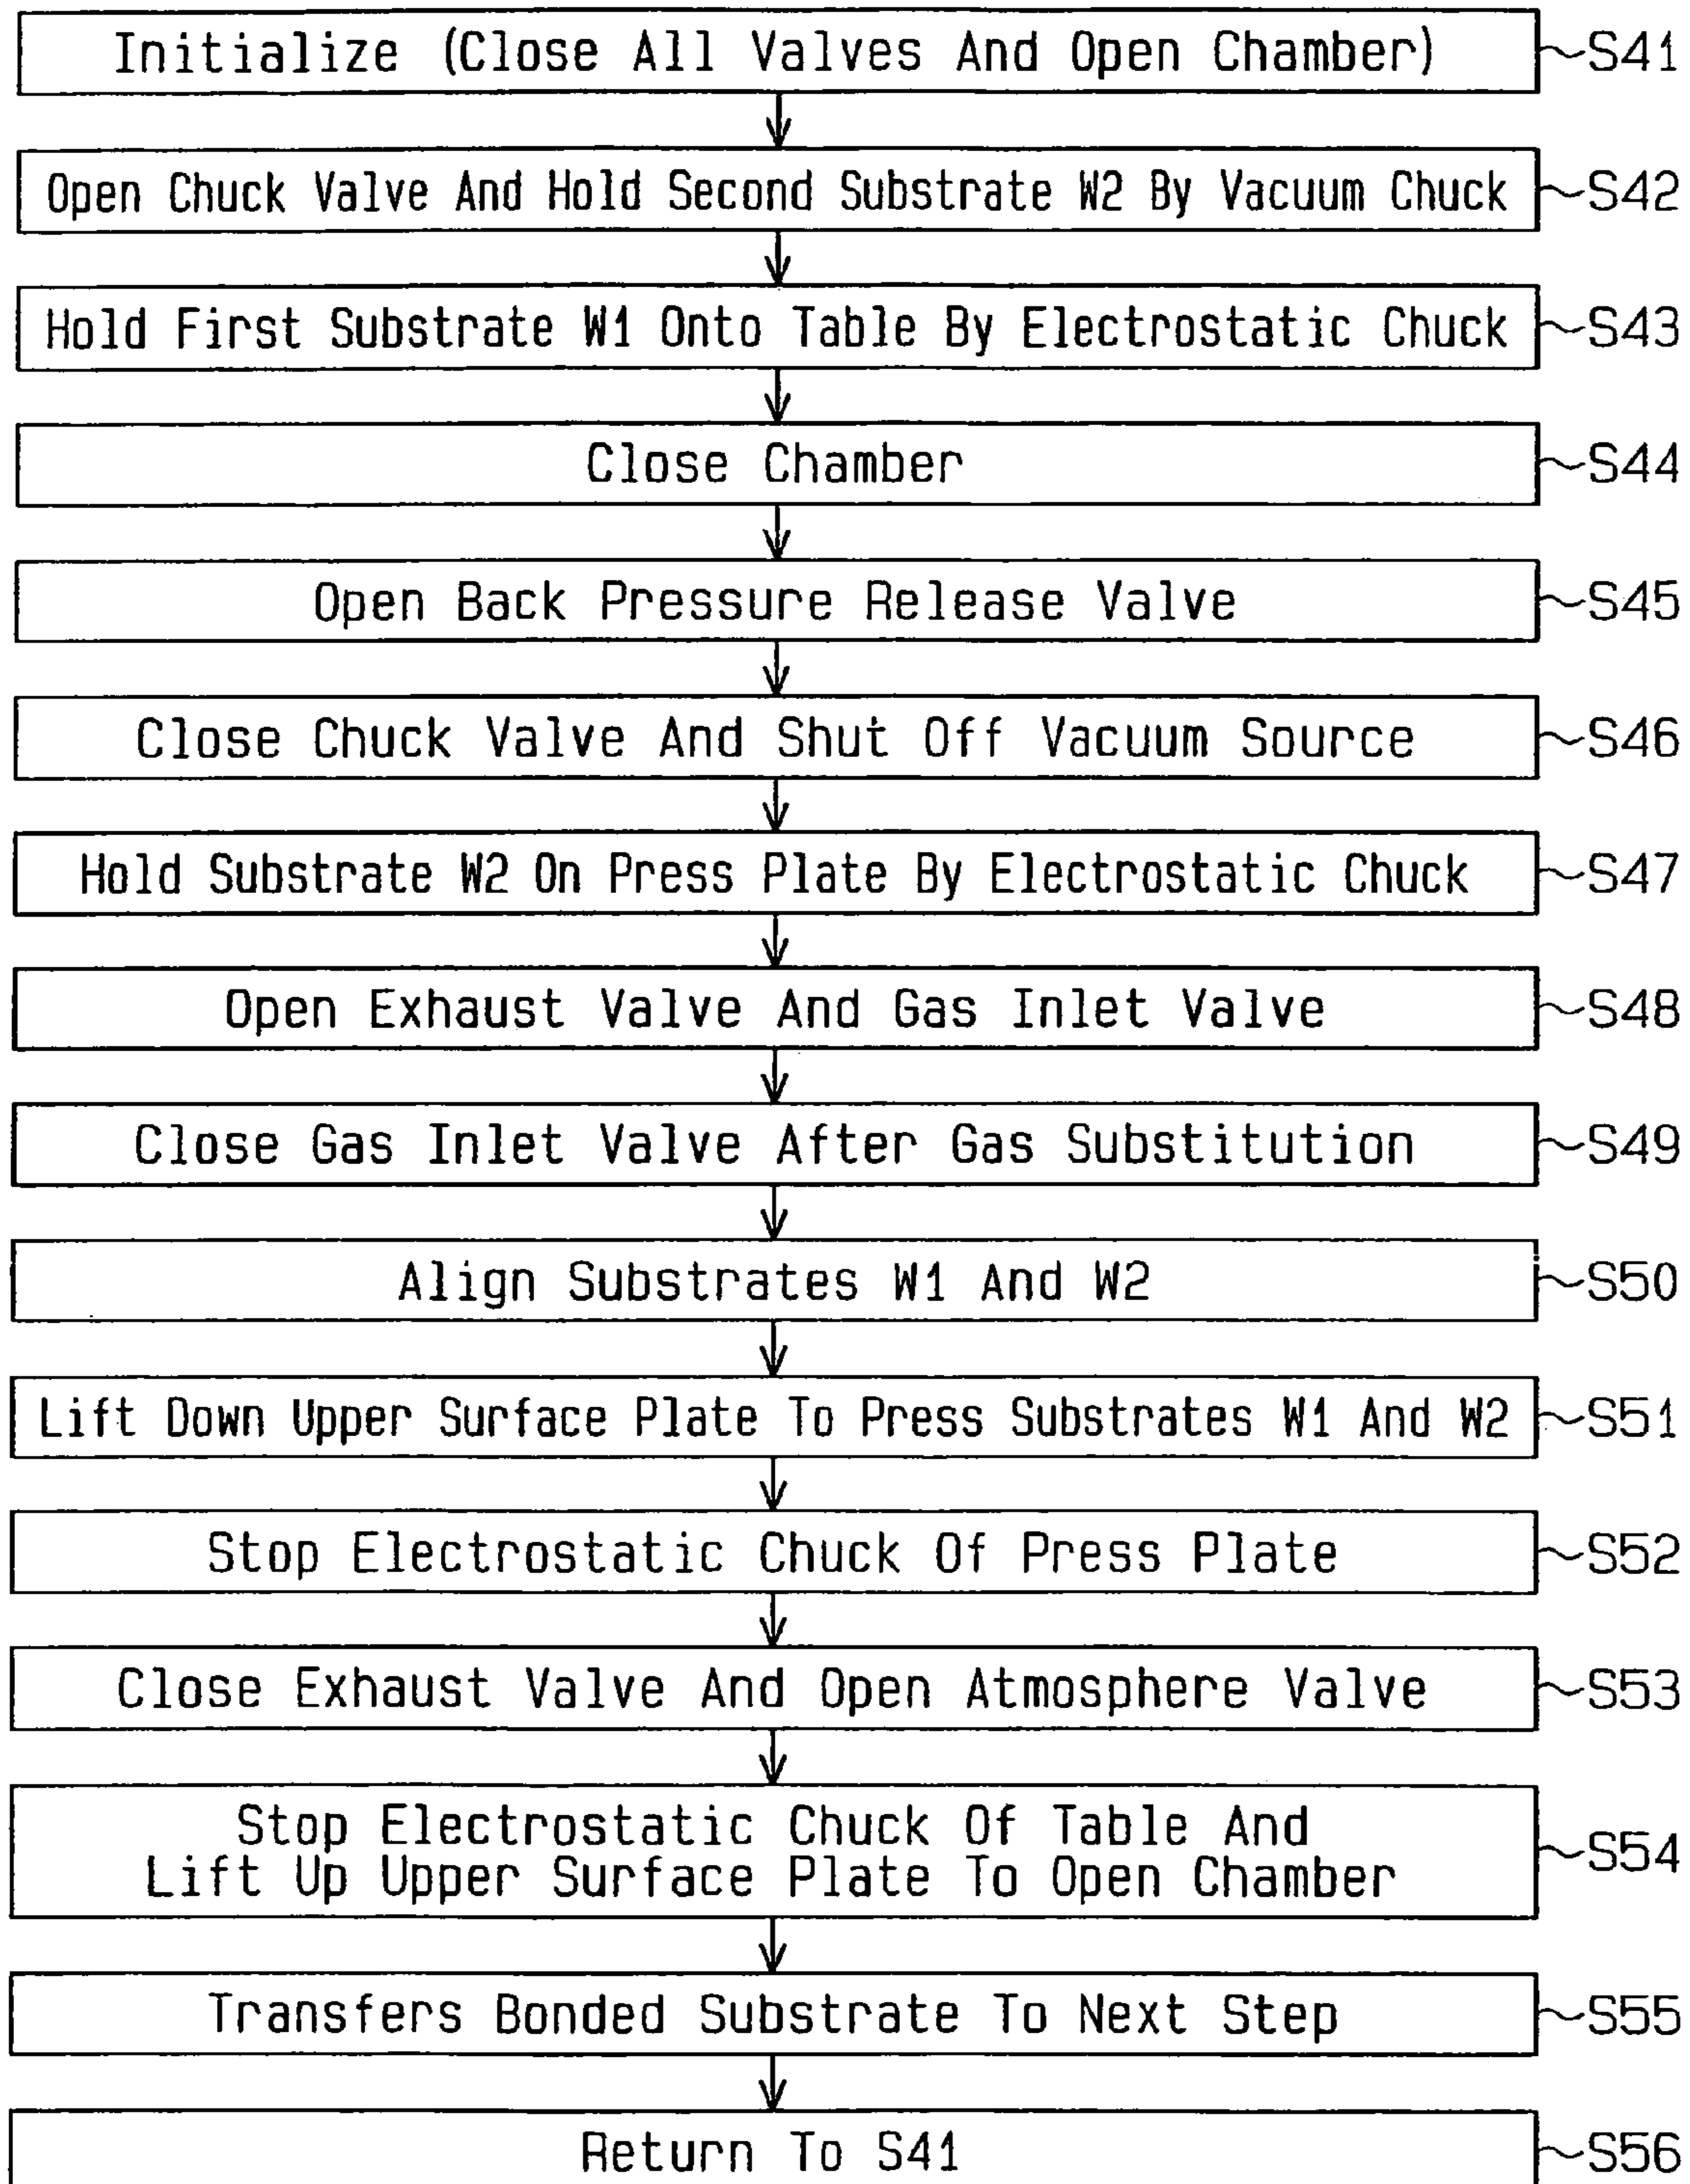 Initialize (Close All Valves And Open Chamber) S41
Open Chuck Valve And Hold Second Substrate W2 By Vacuum Chuck S42
Hold First Substrate W1 Onto Table By Electrostatic Chuck S43
Close Chamber S44
Open Back Pressure Release Valve S45
Close Chuck Valve And Shut Off Vacuum Source S46
Hold Substrate W2 On Press Plate By Electrostatic Chuck S47
Open Exhaust Valve And Gas Inlet Valve S48
Close Gas Inlet Valve After Gas Substitution S49
Align Substrates W1 And W2 S50
Lift Down Upper Surface Plate To Press Substrates W1 And W2 S51
Stop Electrostatic Chuck Of Press Plate S52
Close Exhaust Valve And Open Atmosphere Valve S53
Stop Electrostatic Chuck Of Table And
Lift Up Upper Surface Plate To Open Chamber S54
Transfers Bonded Substrate To Next Step S55
Return To S41 S56